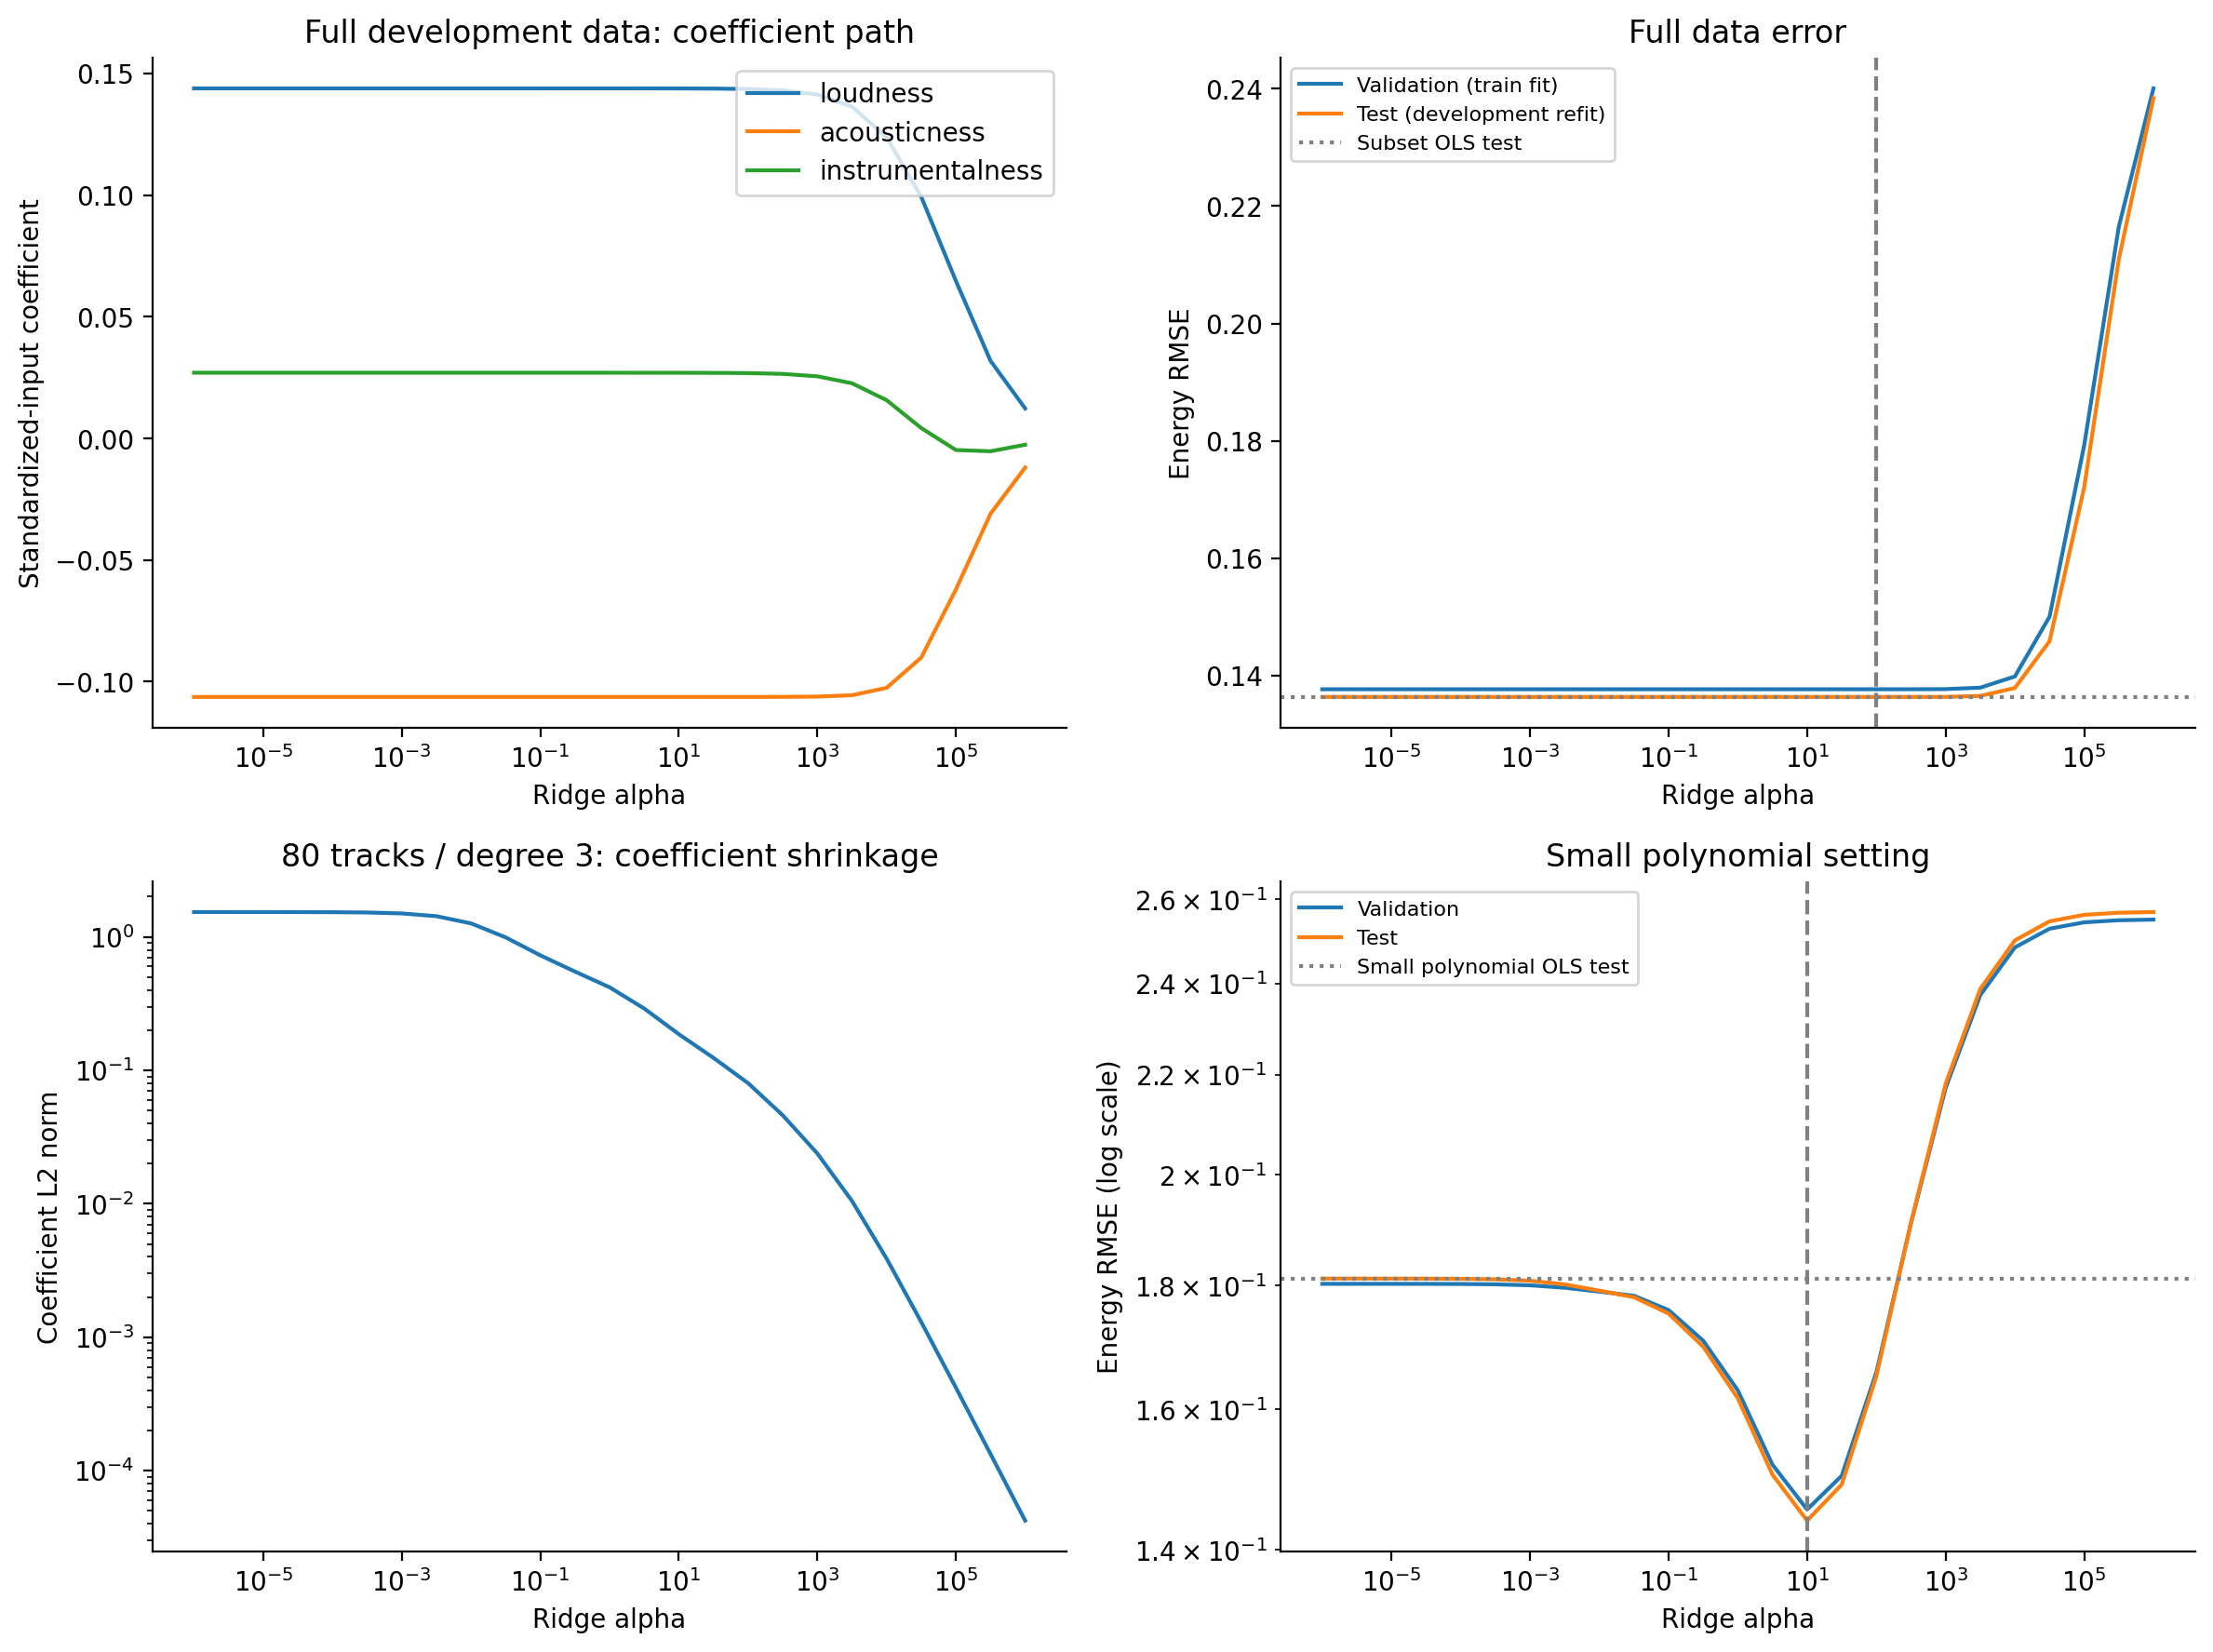 Full development data: coefficient path
0.15
0.10
0.05
0.00
−0.05
−0.10
Standardized-input coefficient
loudness
acousticness
instrumentalness
10⁻⁵
10⁻³
10⁻¹
10¹
10³
10⁵
Ridge alpha
Full data error
0.24
0.22
0.20
0.18
0.16
0.14
Energy RMSE
Validation (train fit)
Test (development refit)
Subset OLS test
10⁻⁵
10⁻³
10⁻¹
10¹
10³
10⁵
Ridge alpha
80 tracks / degree 3: coefficient shrinkage
10⁰
10⁻¹
10⁻²
10⁻³
10⁻⁴
Coefficient L2 norm
10⁻⁵
10⁻³
10⁻¹
10¹
10³
10⁵
Ridge alpha
Small polynomial setting
2.6 × 10⁻¹
2.4 × 10⁻¹
2.2 × 10⁻¹
2 × 10⁻¹
1.8 × 10⁻¹
1.6 × 10⁻¹
1.4 × 10⁻¹
Energy RMSE (log scale)
Validation
Test
Small polynomial OLS test
10⁻⁵
10⁻³
10⁻¹
10¹
10³
10⁵
Ridge alpha